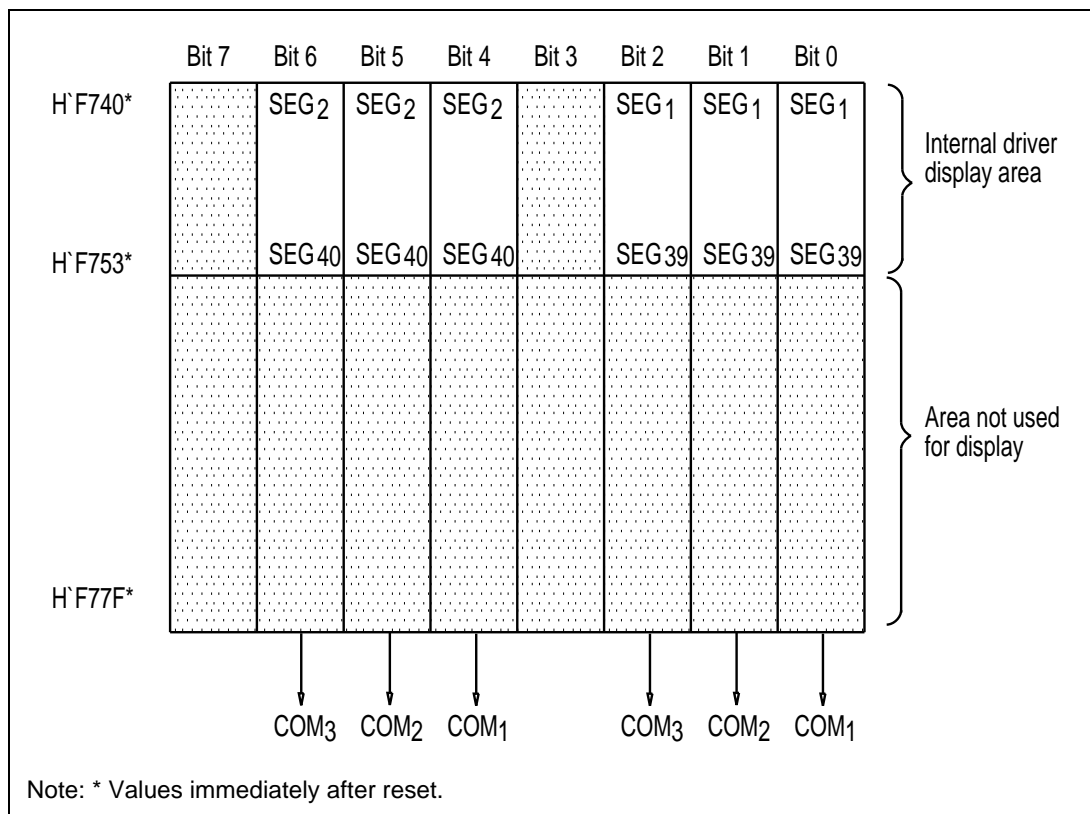 Bit 7 Bit 6 Bit 5 Bit 4 Bit 3 Bit 2 Bit 1 Bit 0
H`F740* SEG2 SEG2 SEG2 SEG1 SEG1 SEG1
Internal driver
display area
H`F753* SEG40 SEG40 SEG40 SEG39 SEG39 SEG39
Area not used
for display
H`F77F*
COM3 COM2 COM1 COM3 COM2 COM1
Note: * Values immediately after reset.